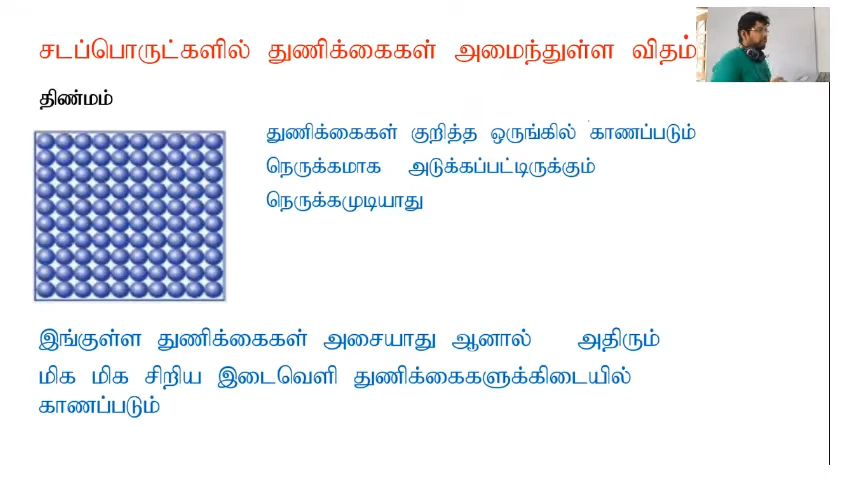 சடப்பொருட்களில் துணிக்கைகள் அமைந்துள்ள விதம்
திண்மம்
துணிக்கைகள் குறித்த ஒருங்கில் காணப்படும்
நெருக்கமாக அடுக்கப்பட்டிருக்கும்
நெருக்கமுடியாது
இங்குள்ள துணிக்கைகள் அசையாது ஆனால் அதிரும்
மிக மிக சிறிய இடைவெளி துணிக்கைகளுக்கிடையில்
காணப்படும்